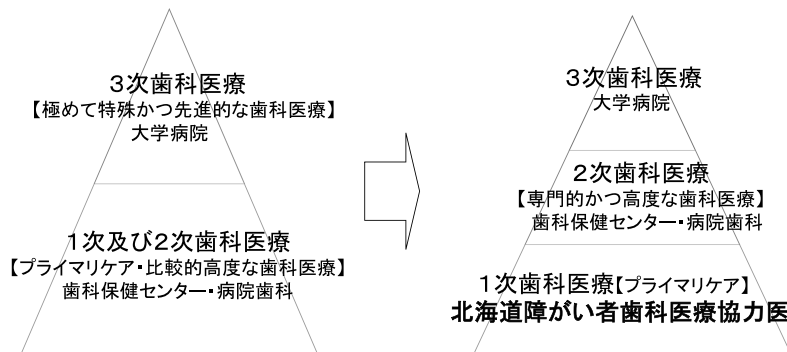 3次歯科医療
【極めて特殊かつ先進的な歯科医療】
大学病院
1次及び2次歯科医療
【プライマリケア・比較的高度な歯科医療】
歯科保健センター・病院歯科
3次歯科医療
大学病院
2次歯科医療
【専門的かつ高度な歯科医療】
歯科保健センター・病院歯科
1次歯科医療【プライマリケア】
北海道障がい者歯科医療協力医